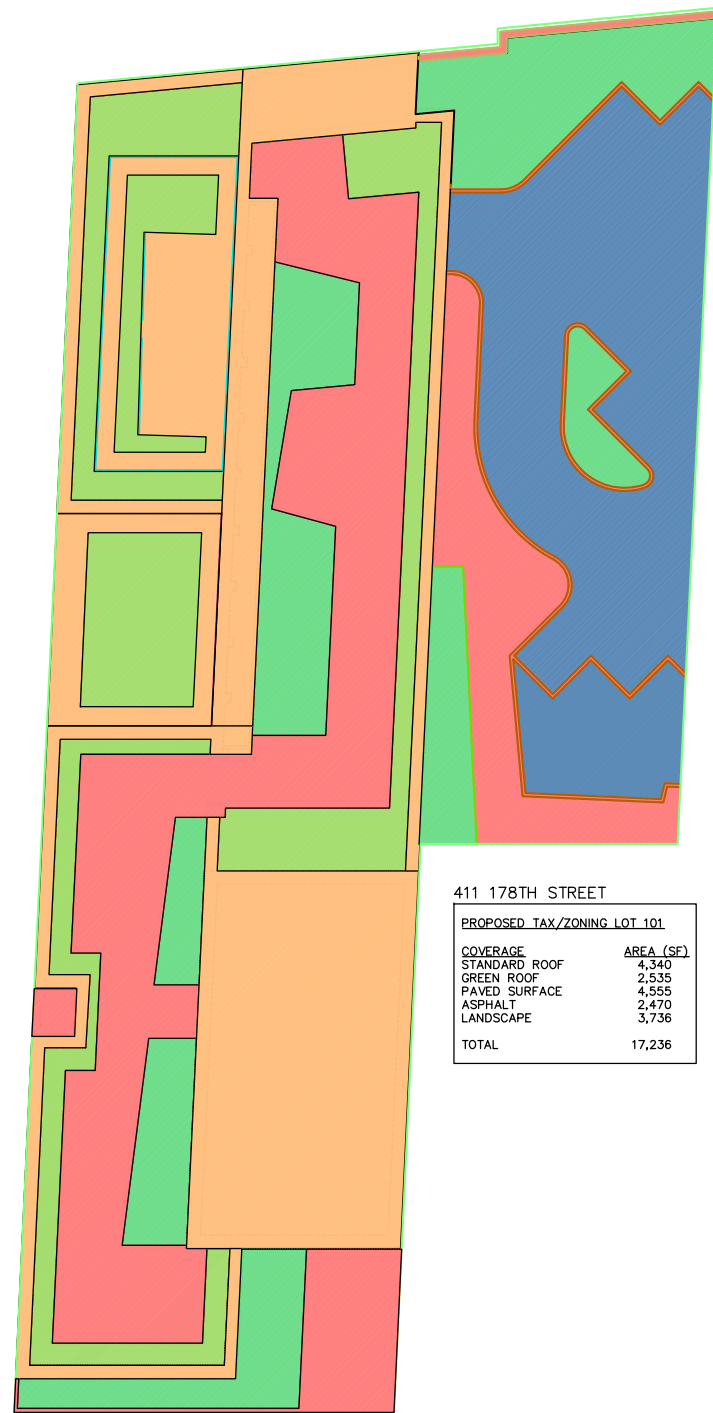 411 178TH STREET
PROPOSED TAX/ZONING LOT 101
COVERAGE AREA (SF)
STANDARD ROOF 4,340
GREEN ROOF 2,535
PAVED SURFACE 4,555
ASPHALT 2,470
LANDSCAPE 3,736
TOTAL 17,236